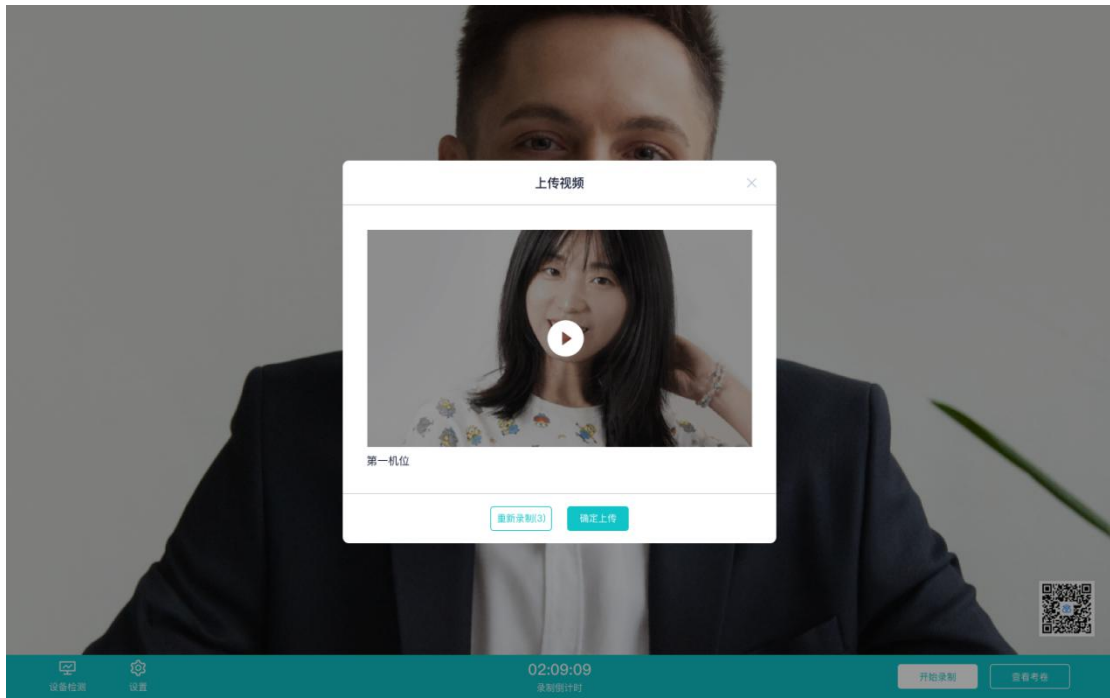 上传视频
第一机位
重新录制(3)
确定上传
设备检测
设置
02:09:09
录制倒计时
开始录制
查看考卷